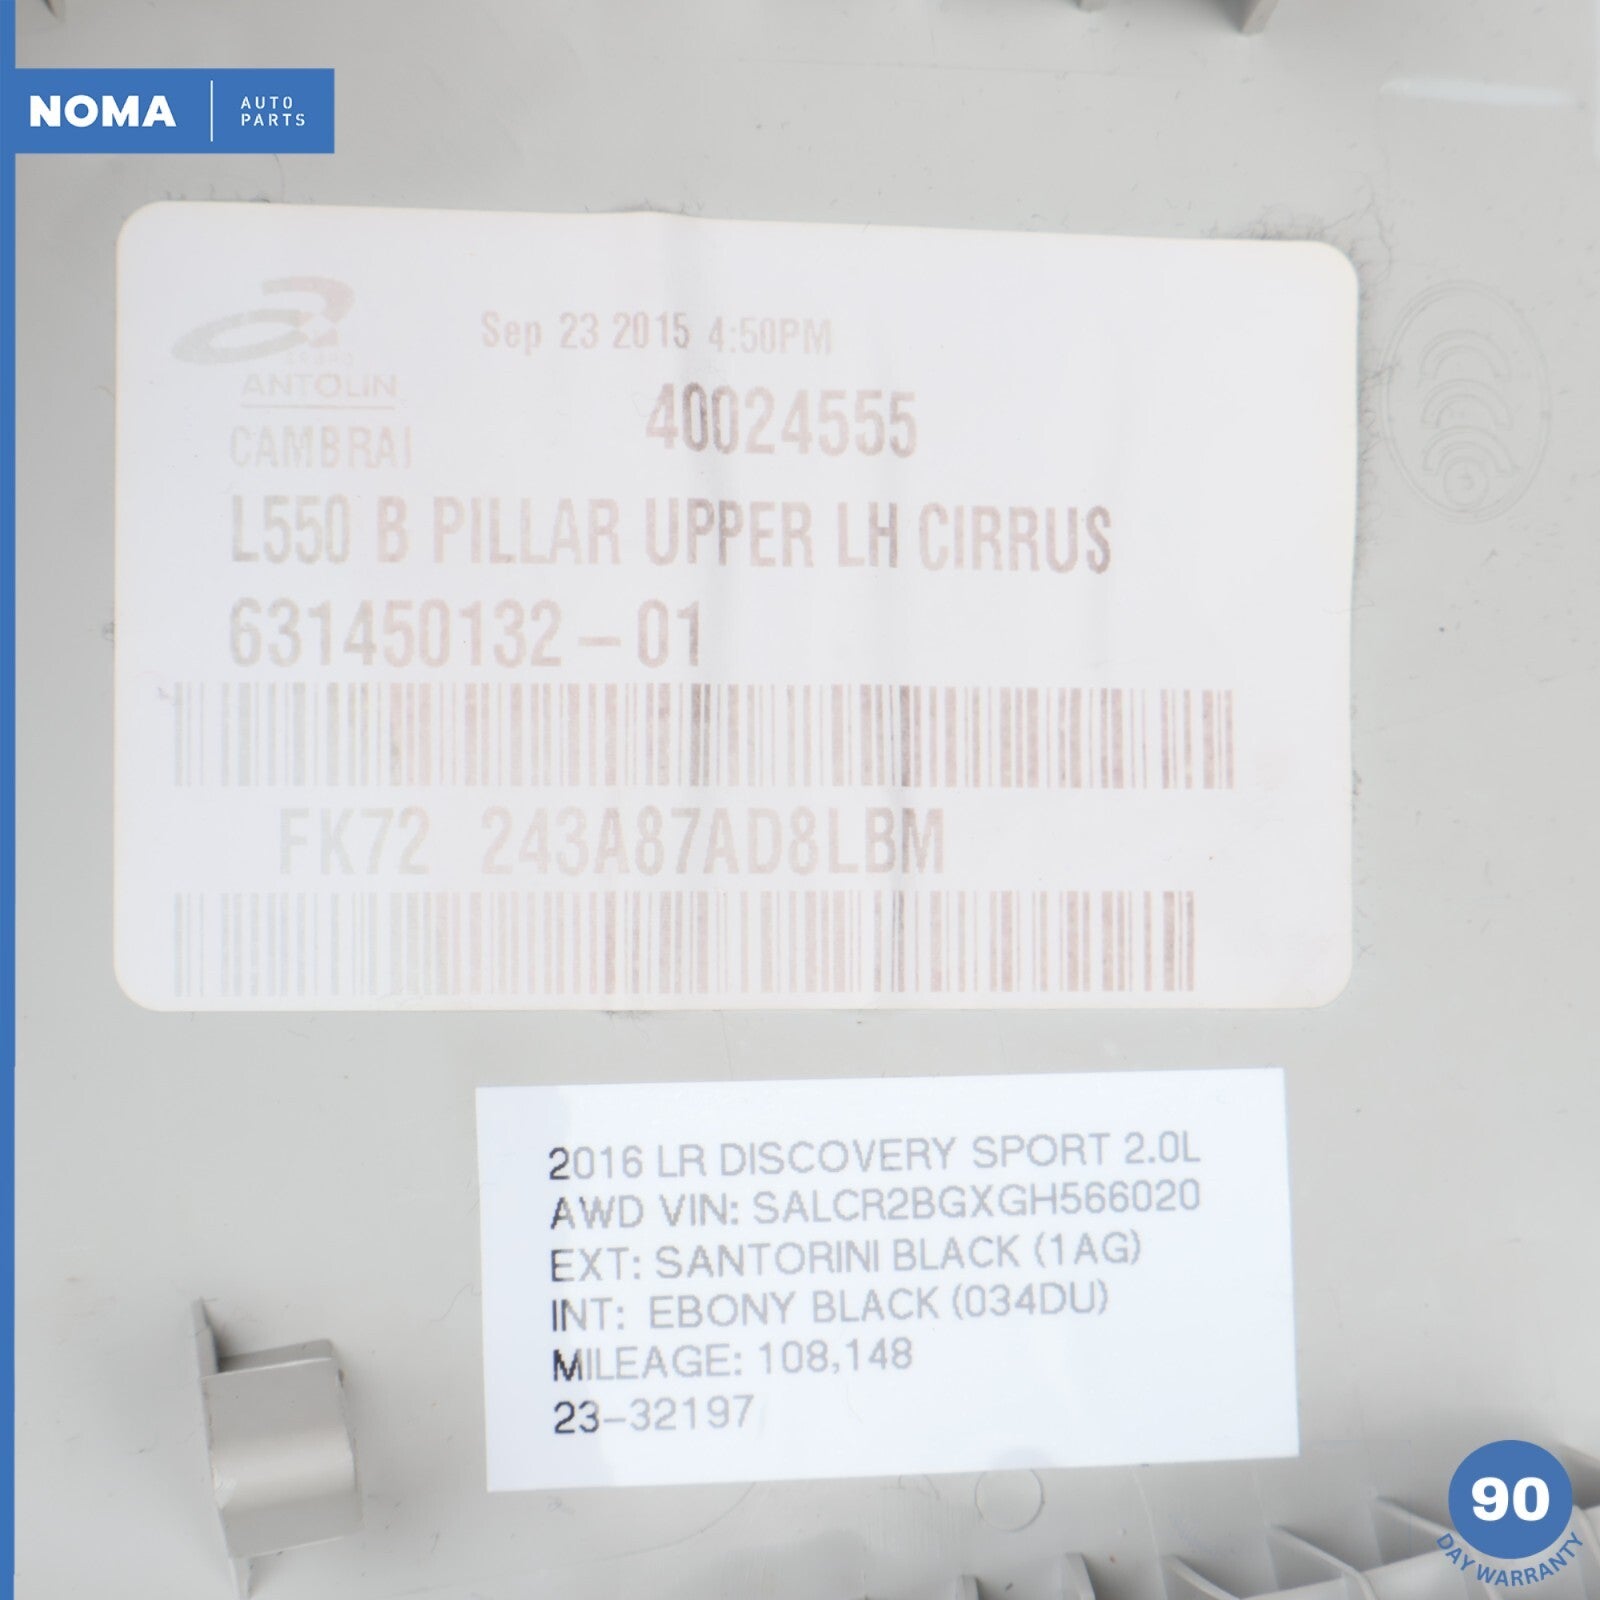 NOMA
AUTO
PARTS
Sep 23 2015 4:50PM
GRUPO
ANTOLIN
40024555
CAMBRAI
L550 B PILLAR UPPER LH CIRRUS
631450132-01
FK72 243A87AD8LBM
2016 LR DISCOVERY SPORT 2.0L
AWD VIN: SALCR2BGXGH566020
EXT: SANTORINI BLACK (1AG)
INT: EBONY BLACK (034DU)
MILEAGE: 108,148
23-32197
90
DAY WARRANTY